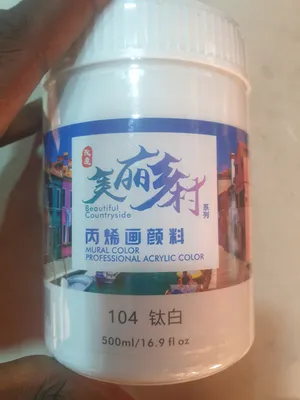 美丽乡村
系列
Beautiful
Countryside
丙烯画颜料
MURAL COLOR
PROFESSIONAL ACRYLIC COLOR
104 钛白
500ml/16.9 fl oz